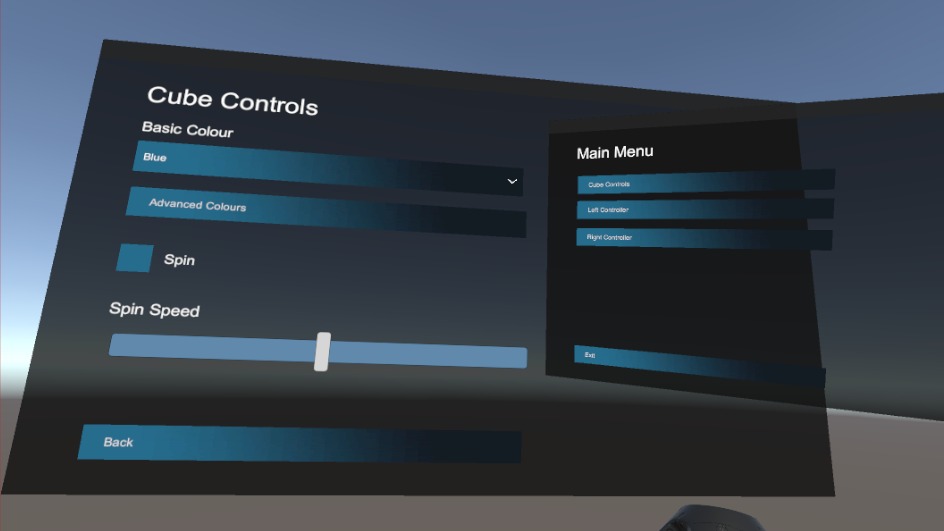 Cube Controls
Basic Colour
Blue
Advanced Colours
Spin
Spin Speed
Back
Main Menu
Cube Controls
Left Controller
Right Controller
Exit